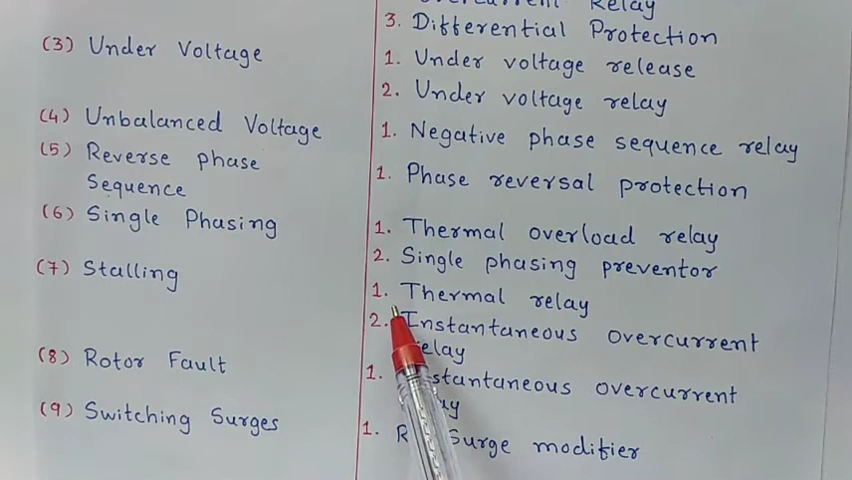 Relay
3. Differential Protection
(3) Under Voltage
1. Under voltage release
2. Under voltage relay
(4) Unbalanced Voltage
1. Negative phase sequence relay
(5) Reverse phase
Sequence
1. Phase reversal protection
(6) Single Phasing
1. Thermal overload relay
2. Single phasing preventor
(7) Stalling
1. Thermal relay
2. Instantaneous overcurrent
relay
(8) Rotor Fault
1. overcurrent
(9) Switching Surges
1. Surge modifier